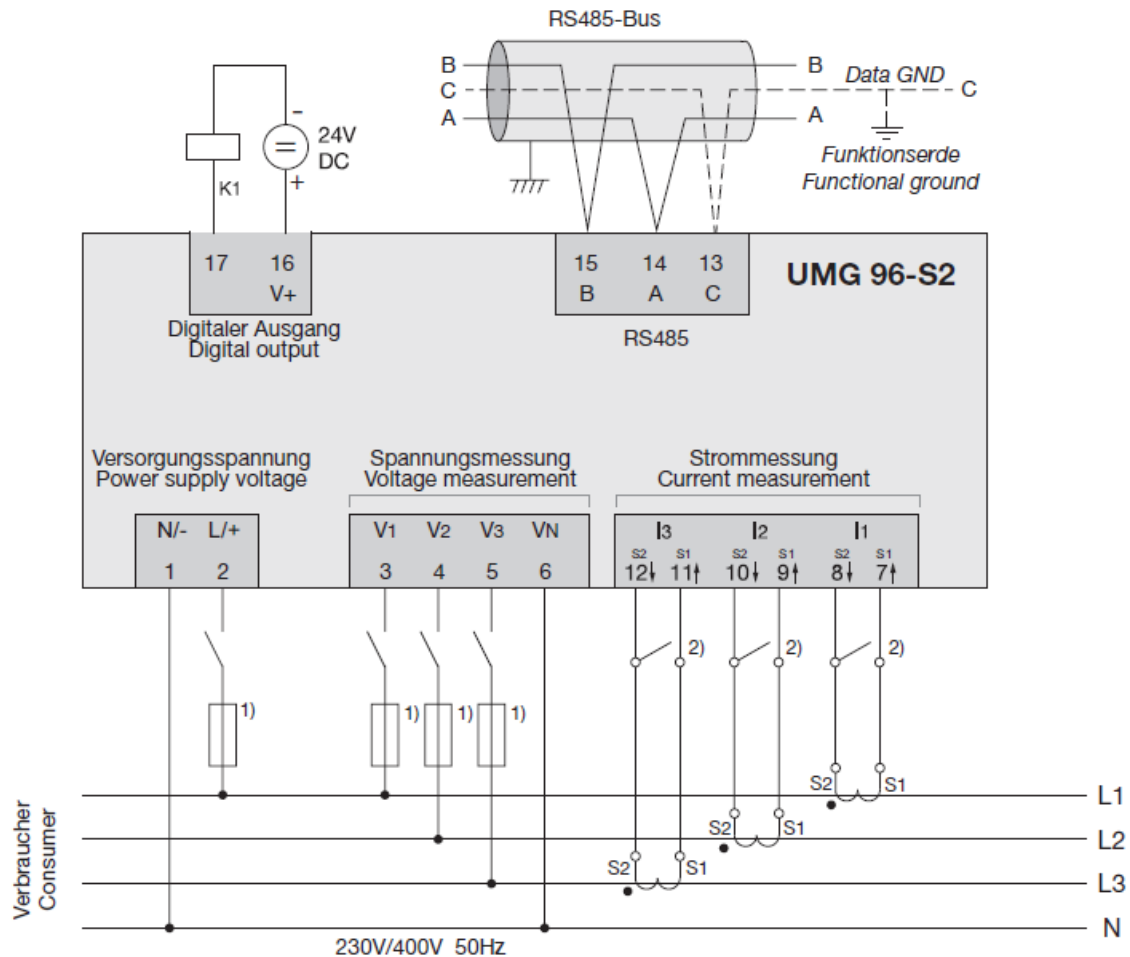 RS485-Bus
B
C
A
B
Data GND
C
A
Funktionserde
Functional ground
-
24V
DC
+
K1
17 16
V+
Digitaler Ausgang
Digital output
15 14 13
B A C
RS485
UMG 96-S2
Versorgungsspannung
Power supply voltage
N/- L/+
1 2
Spannungsmessung
Voltage measurement
V1 V2 V3 VN
3 4 5 6
Strommessung
Current measurement
I3 I2 I1
S2 S1 S2 S1 S2 S1
12 11 10 9 8 7
2) 2) 2)
1) 1) 1) 1)
S2 S1
L1
S2 S1
L2
S2 S1
L3
N
Verbraucher
Consumer
230V/400V 50Hz